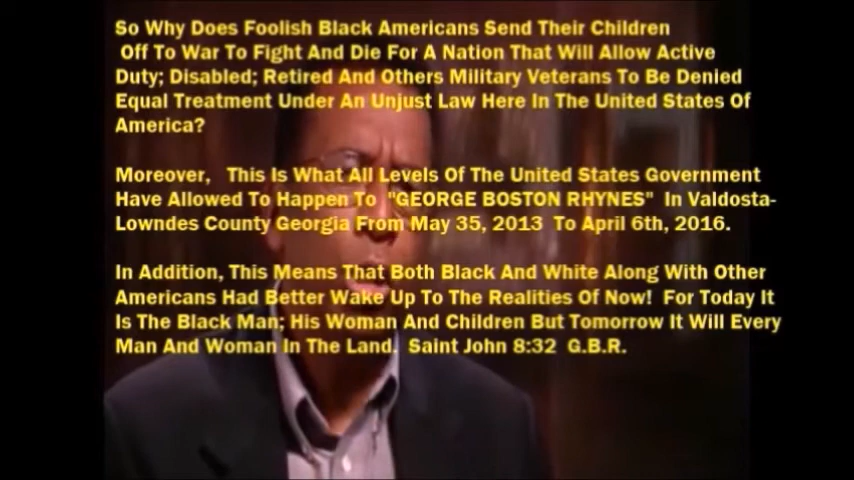 So Why Does Foolish Black Americans Send Their Children
Off To War To Fight And Die For A Nation That Will Allow Active
Duty; Disabled; Retired And Others Military Veterans To Be Denied
Equal Treatment Under An Unjust Law Here In The United States Of
America?
Moreover, This Is What All Levels Of The United States Government
Have Allowed To Happen To "GEORGE BOSTON RHYNES" In Valdosta-
Lowndes County Georgia From May 35, 2013 To April 6th, 2016.
In Addition, This Means That Both Black And White Along With Other
Americans Had Better Wake Up To The Realities Of Now! For Today It
Is The Black Man; His Woman And Children But Tomorrow It Will Every
Man And Woman In The Land. Saint John 8:32 G.B.R.